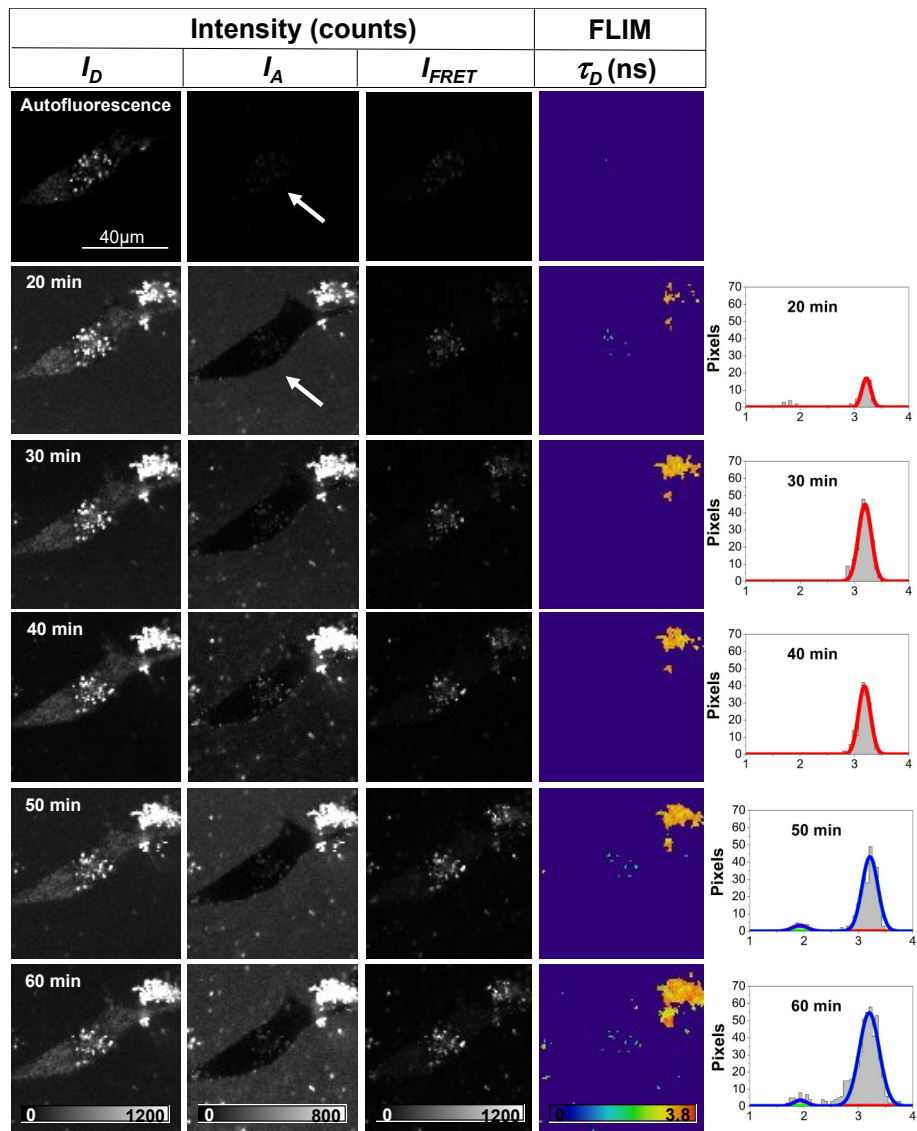 Intensity (counts) FLIM
I_D I_A I_FRET τ_D (ns)
Autofluorescence
40µm
20 min
70
60
50
40
30
20
10
0
Pixels
20 min
1 2 3 4
30 min
70
60
50
40
30
20
10
0
Pixels
30 min
1 2 3 4
40 min
70
60
50
40
30
20
10
0
Pixels
40 min
1 2 3 4
50 min
70
60
50
40
30
20
10
0
Pixels
50 min
1 2 3 4
60 min
70
60
50
40
30
20
10
0
Pixels
60 min
1 2 3 4
0 1200 0 800 0 1200 0 3.8